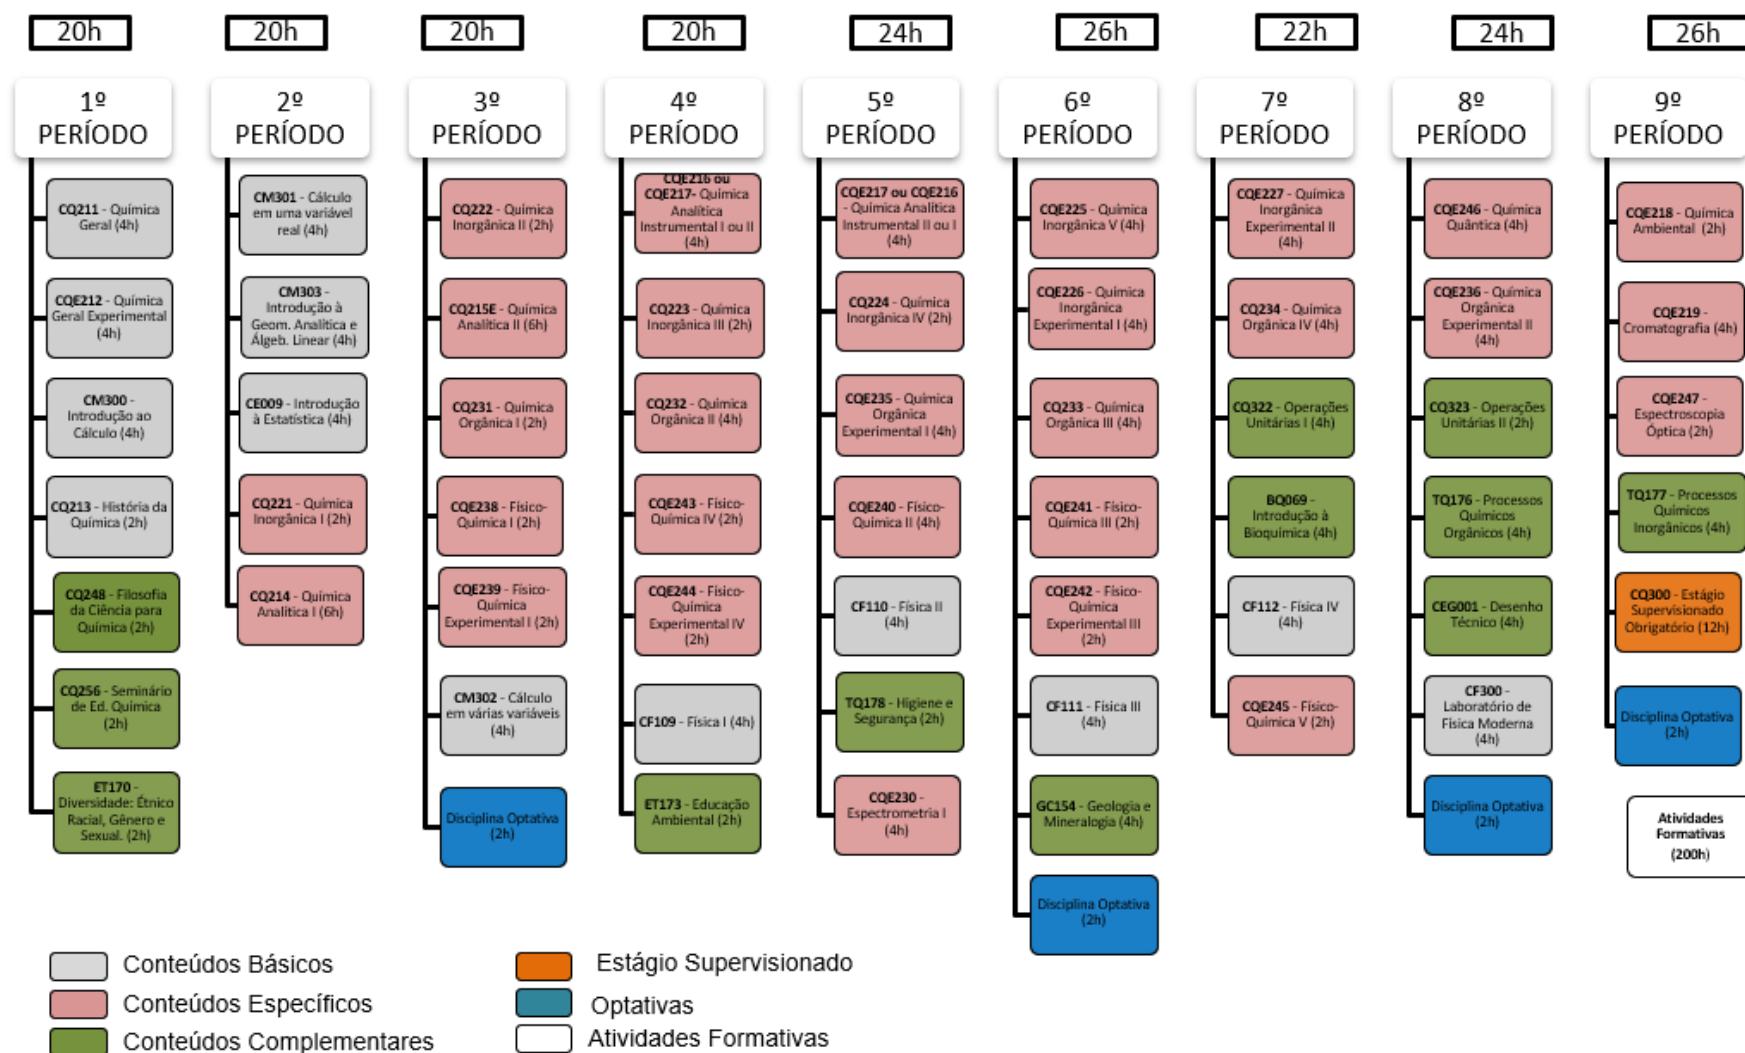 20h
20h
20h
20h
24h
26h
22h
24h
26h
1º
PERÍODO
2º
PERÍODO
3º
PERÍODO
4º
PERÍODO
5º
PERÍODO
6º
PERÍODO
7º
PERÍODO
8º
PERÍODO
9º
PERÍODO
CQ211 - Química
Geral (4h)
CQE212 - Química
Geral Experimental
(4h)
CM300 -
Introdução ao
Cálculo (4h)
CQ213 - História da
Química (2h)
CQ248 - Filosofia
da Ciência para
Química (2h)
CQ256 - Seminário
de Ed. Química
(2h)
ET170 -
Diversidade: Étnico
Racial, Gênero e
Sexual. (2h)
CM301 - Cálculo
em uma variável
real (4h)
CM303 -
Introdução à
Geom. Analítica e
Álgeb. Linear (4h)
CE009 - Introdução
à Estatística (4h)
CQ221 - Química
Inorgânica I (2h)
CQ214 - Química
Analítica I (6h)
CQ222 - Química
Inorgânica II (2h)
CQ215E - Química
Analítica II (6h)
CQ231 - Química
Orgânica I (2h)
CQE238 - Físico-
Química I (2h)
CQE239 - Físico-
Química
Experimental I (2h)
CM302 - Cálculo
em várias variáveis
(4h)
Disciplina Optativa
(2h)
CQE216 ou
CQE217- Química
Analítica
Instrumental I ou II
(4h)
CQ223 - Química
Inorgânica III (2h)
CQ232 - Química
Orgânica II (4h)
CQE243 - Físico-
Química IV (2h)
CQE244 - Físico-
Química
Experimental IV
(2h)
CF109 - Física I (4h)
ET173 - Educação
Ambiental (2h)
CQE217 ou CQE216
- Química Analítica
Instrumental II ou I
(4h)
CQ224 - Química
Inorgânica IV (2h)
CQE235 - Química
Orgânica
Experimental I (4h)
CQE240 - Físico-
Química II (4h)
CF110 - Física II
(4h)
TQ178 - Higiene e
Segurança (2h)
CQE230 -
Espectrometria I
(4h)
CQE225 - Química
Inorgânica V (4h)
CQE226 - Química
Inorgânica
Experimental I (4h)
CQ233 - Química
Orgânica III (4h)
CQE241 - Físico-
Química III (2h)
CQE242 - Físico-
Química
Experimental III
(2h)
CF111 - Física III
(4h)
GC154 - Geologia e
Mineralogia (4h)
Disciplina Optativa
(2h)
CQE227 - Química
Inorgânica
Experimental II
(4h)
CQ234 - Química
Orgânica IV (4h)
CQ322 - Operações
Unitárias I (4h)
BQ069 -
Introdução à
Bioquímica (4h)
CF112 - Física IV
(4h)
CQE245 - Físico-
Química V (2h)
CQE246 - Química
Quântica (4h)
CQE236 - Química
Orgânica
Experimental II
(4h)
CQ323 - Operações
Unitárias II (2h)
TQ176 - Processos
Químicos
Orgânicos (4h)
CEG001 - Desenho
Técnico (4h)
CF300 -
Laboratório de
Física Moderna
(4h)
Disciplina Optativa
(2h)
CQE218 - Química
Ambiental (2h)
CQE219 -
Cromatografia (4h)
CQE247 -
Espectroscopia
Óptica (2h)
TQ177 - Processos
Químicos
Inorgânicos (4h)
CQ300 - Estágio
Supervisionado
Obrigatório (12h)
Disciplina Optativa
(2h)
Atividades
Formativas
(200h)
Conteúdos Básicos
Conteúdos Específicos
Conteúdos Complementares
Estágio Supervisionado
Optativas
Atividades Formativas